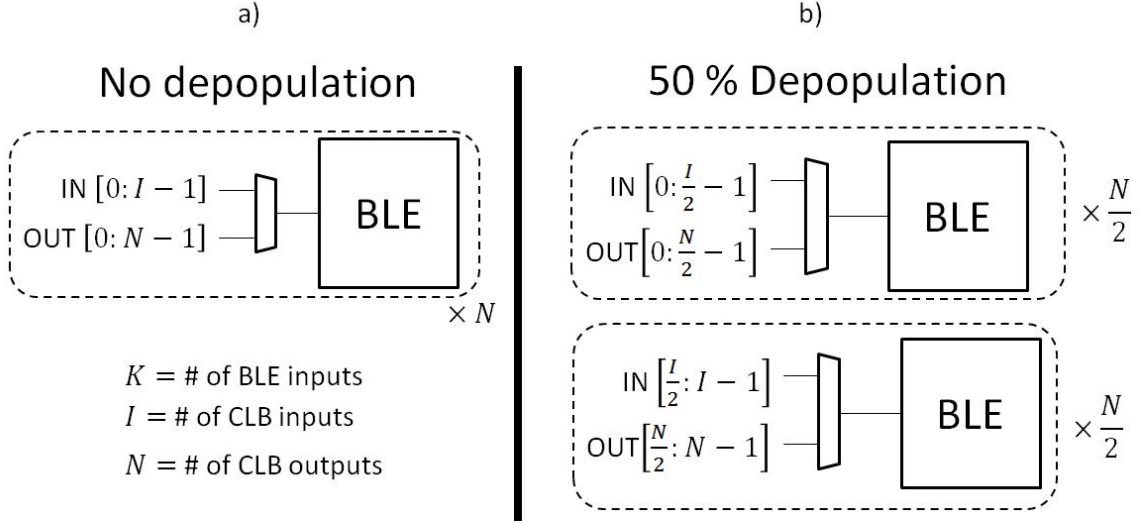 a)
No depopulation
IN [0: I − 1]
OUT [0: N − 1]
BLE
× N
K = # of BLE inputs
I = # of CLB inputs
N = # of CLB outputs
b)
50 % Depopulation
IN [0: I/2 − 1]
OUT[0: N/2 − 1]
BLE
× N/2
IN [I/2: I − 1]
OUT[N/2: N − 1]
BLE
× N/2